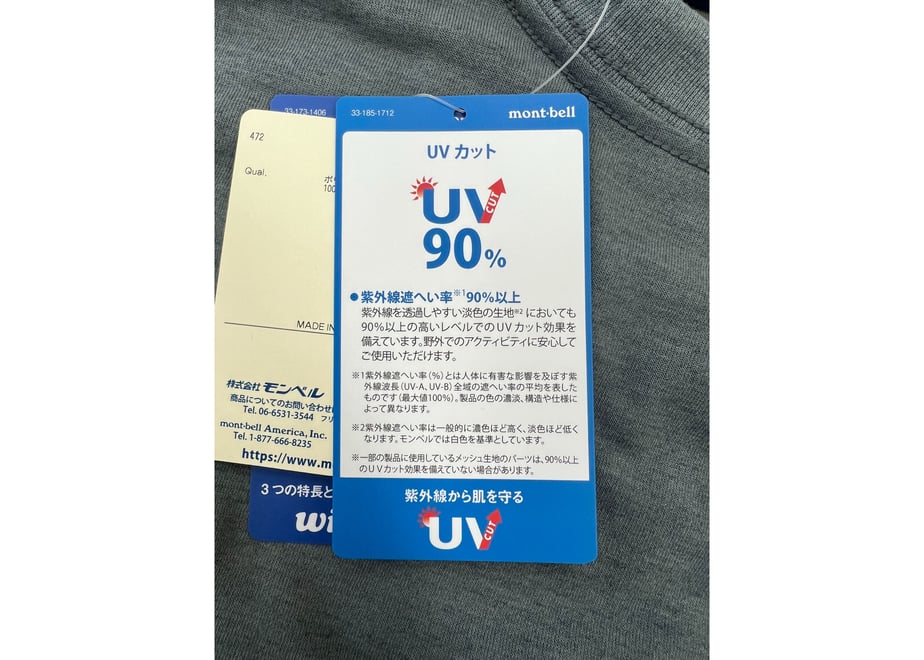 33-173-1406
472
Qual.
100
MADE IN
株式会社 モンベル
商品についてのお問い合わせ
Tel. 06-6531-3544
mont-bell America, Inc.
Tel. 1-877-666-8235
https://www.m
3つの特長と
wi
33-185-1712
mont-bell
UV カット
UV CUT
90%
●紫外線遮へい率※1 90%以上
紫外線を透過しやすい淡色の生地※2 においても
90%以上の高いレベルでのUVカット効果を
備えています。野外でのアクティビティに安心して
ご使用いただけます。
※1紫外線遮へい率(%)とは人体に有害な影響を及ぼす紫
外線波長(UV-A、UV-B)全域の遮へい率の平均を表した
ものです(最大値100%)。製品の色の濃淡、構造や仕様に
よって異なります。
※2紫外線遮へい率は一般的に濃色ほど高く、淡色ほど低く
なります。モンベルでは白色を基準としています。
※一部の製品に使用しているメッシュ生地のパーツは、90%以上
のUVカット効果を備えていない場合があります。
紫外線から肌を守る
UV CUT